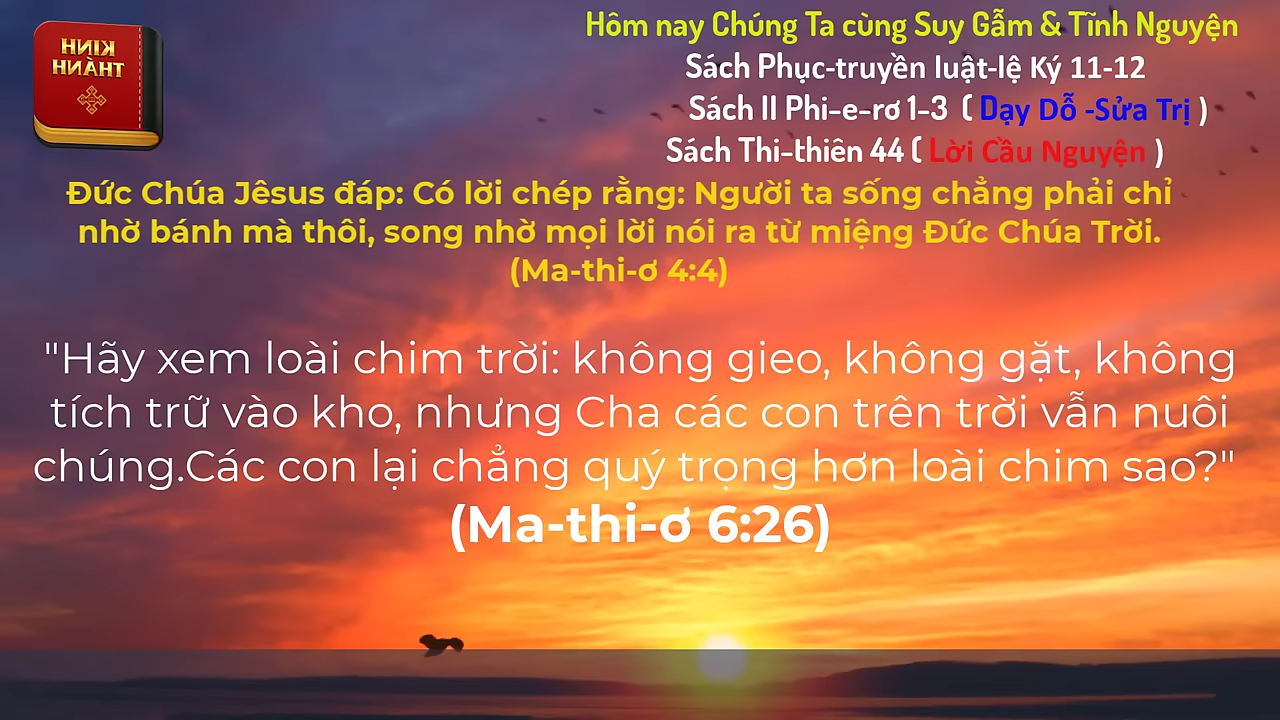 KINH
THÀNH
Hôm nay Chúng Ta cùng Suy Gẫm & Tĩnh Nguyện
Sách Phục-truyền luật-lệ Ký 11-12
Sách II Phi-e-rơ 1-3 ( Dạy Dỗ -Sửa Trị )
Sách Thi-thiên 44 ( Lời Cầu Nguyện )
Đức Chúa Jêsus đáp: Có lời chép rằng: Người ta sống chẳng phải chỉ
nhờ bánh mà thôi, song nhờ mọi lời nói ra từ miệng Đức Chúa Trời.
(Ma-thi-ơ 4:4)
"Hãy xem loài chim trời: không gieo, không gặt, không
tích trữ vào kho, nhưng Cha các con trên trời vẫn nuôi
chúng.Các con lại chẳng quý trọng hơn loài chim sao?"
(Ma-thi-ơ 6:26)